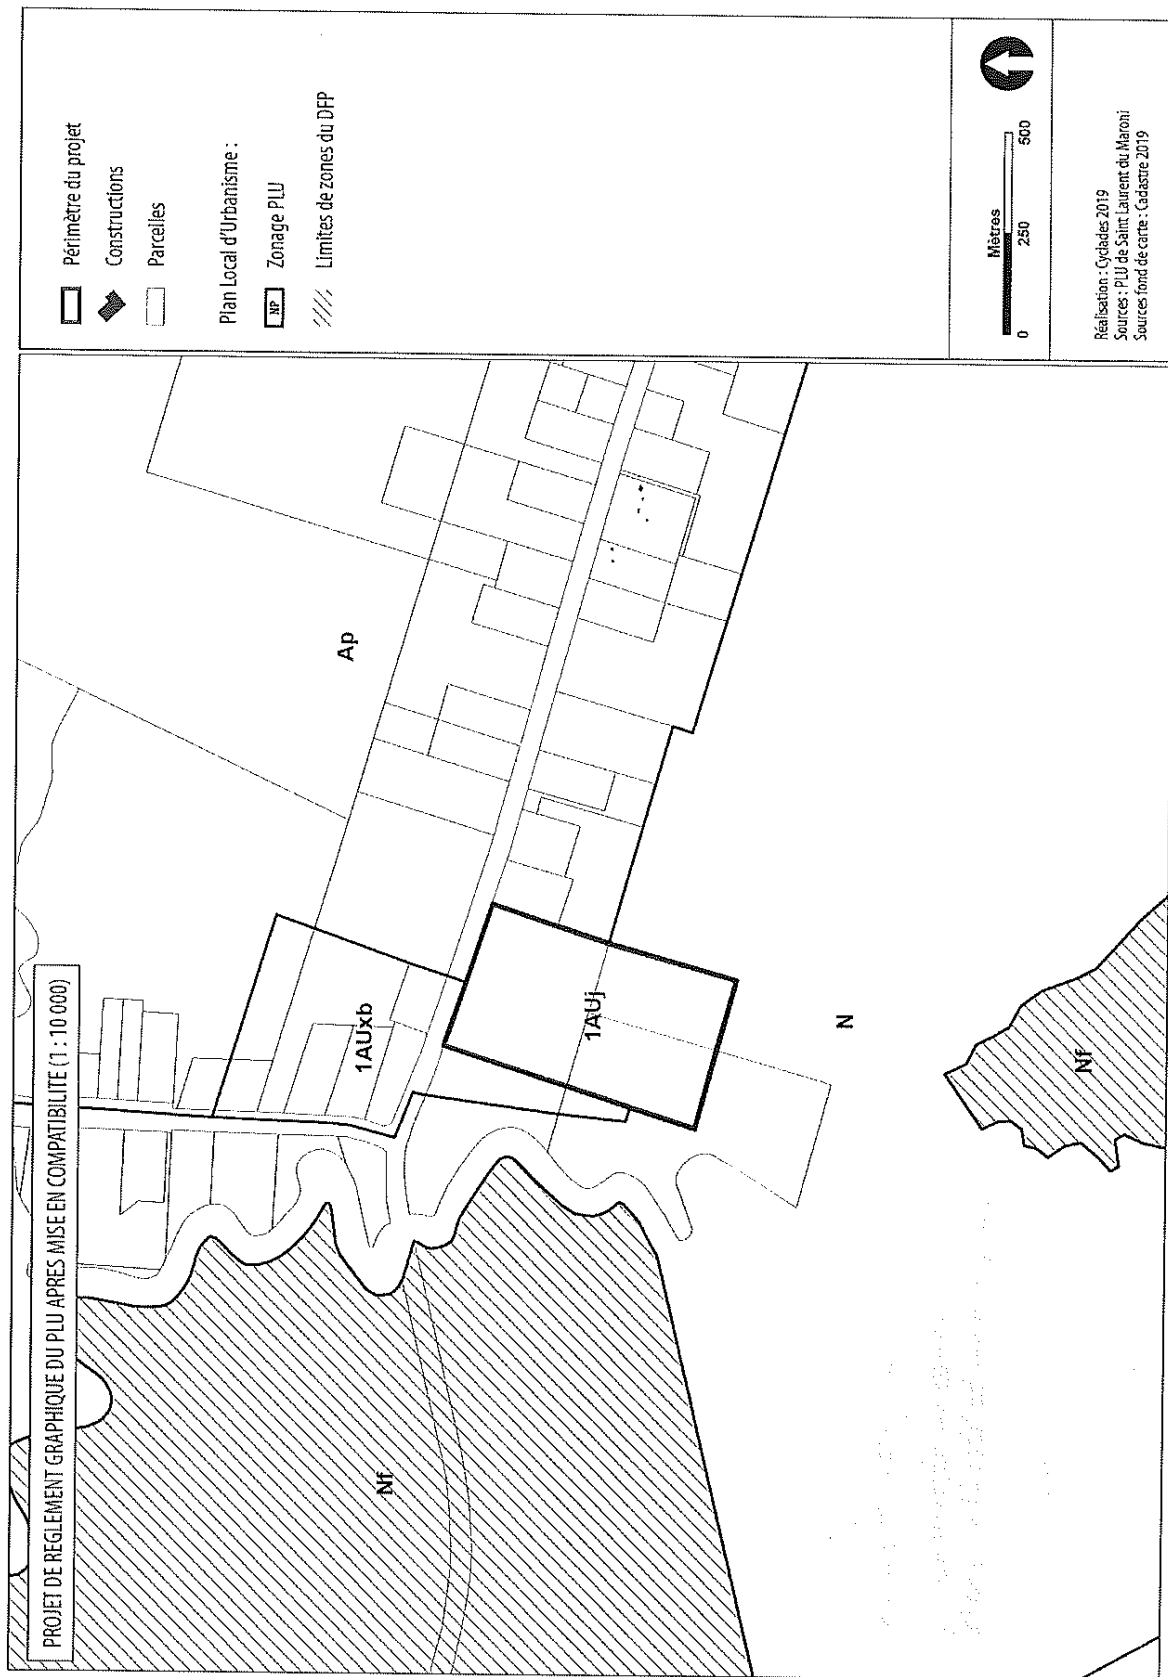 PROJET DE REGLEMENT GRAPHIQUE DU PLU APRES MISE EN COMPATIBILITE (1 : 10 000)
Nf
1AUxb
Ap
1AUj
N
Nf
Périmètre du projet
Constructions
Parcelles
Plan Local d'Urbanisme :
NP Zonage PLU
Limites de zones du DFP
Mètres
0 250 500
Réalisation : Cyclades 2019
Sources : PLU de Saint Laurent du Maroni
Sources fond de carte : Cadastre 2019